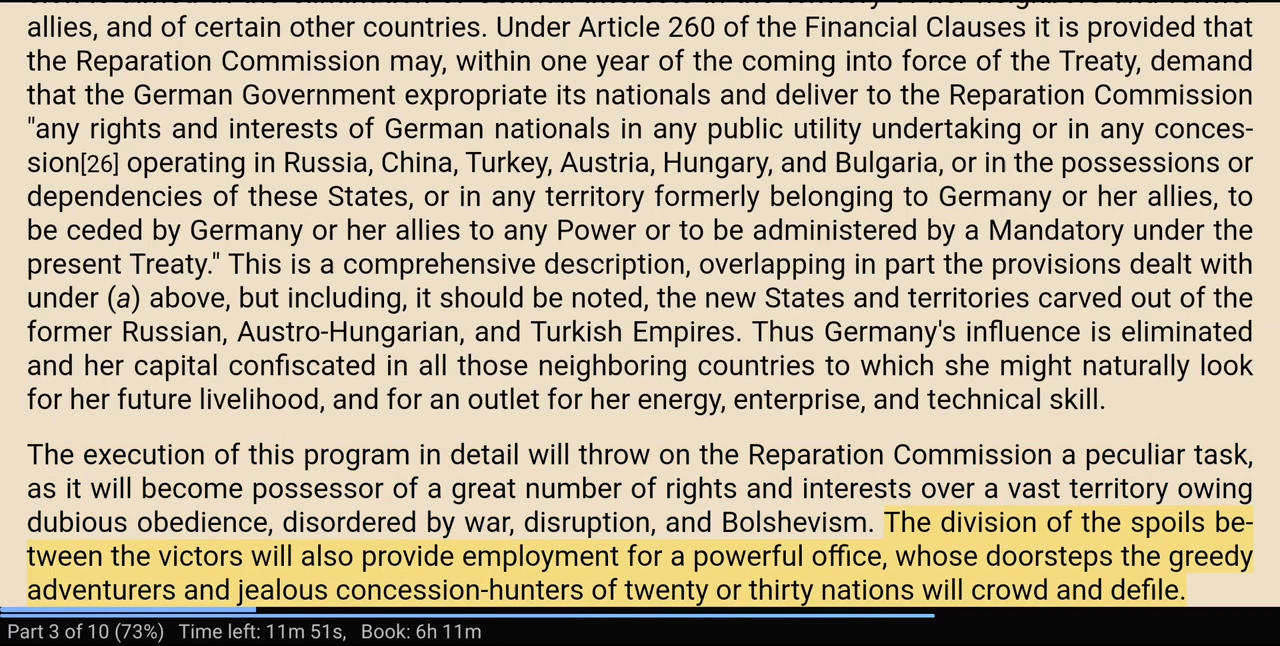 allies, and of certain other countries. Under Article 260 of the Financial Clauses it is provided that
the Reparation Commission may, within one year of the coming into force of the Treaty, demand
that the German Government expropriate its nationals and deliver to the Reparation Commission
"any rights and interests of German nationals in any public utility undertaking or in any conces-
sion[26] operating in Russia, China, Turkey, Austria, Hungary, and Bulgaria, or in the possessions or
dependencies of these States, or in any territory formerly belonging to Germany or her allies, to
be ceded by Germany or her allies to any Power or to be administered by a Mandatory under the
present Treaty." This is a comprehensive description, overlapping in part the provisions dealt with
under (a) above, but including, it should be noted, the new States and territories carved out of the
former Russian, Austro-Hungarian, and Turkish Empires. Thus Germany's influence is eliminated
and her capital confiscated in all those neighboring countries to which she might naturally look
for her future livelihood, and for an outlet for her energy, enterprise, and technical skill.
The execution of this program in detail will throw on the Reparation Commission a peculiar task,
as it will become possessor of a great number of rights and interests over a vast territory owing
dubious obedience, disordered by war, disruption, and Bolshevism. The division of the spoils be-
tween the victors will also provide employment for a powerful office, whose doorsteps the greedy
adventurers and jealous concession-hunters of twenty or thirty nations will crowd and defile.
Part 3 of 10 (73%) Time left: 11m 51s, Book: 6h 11m